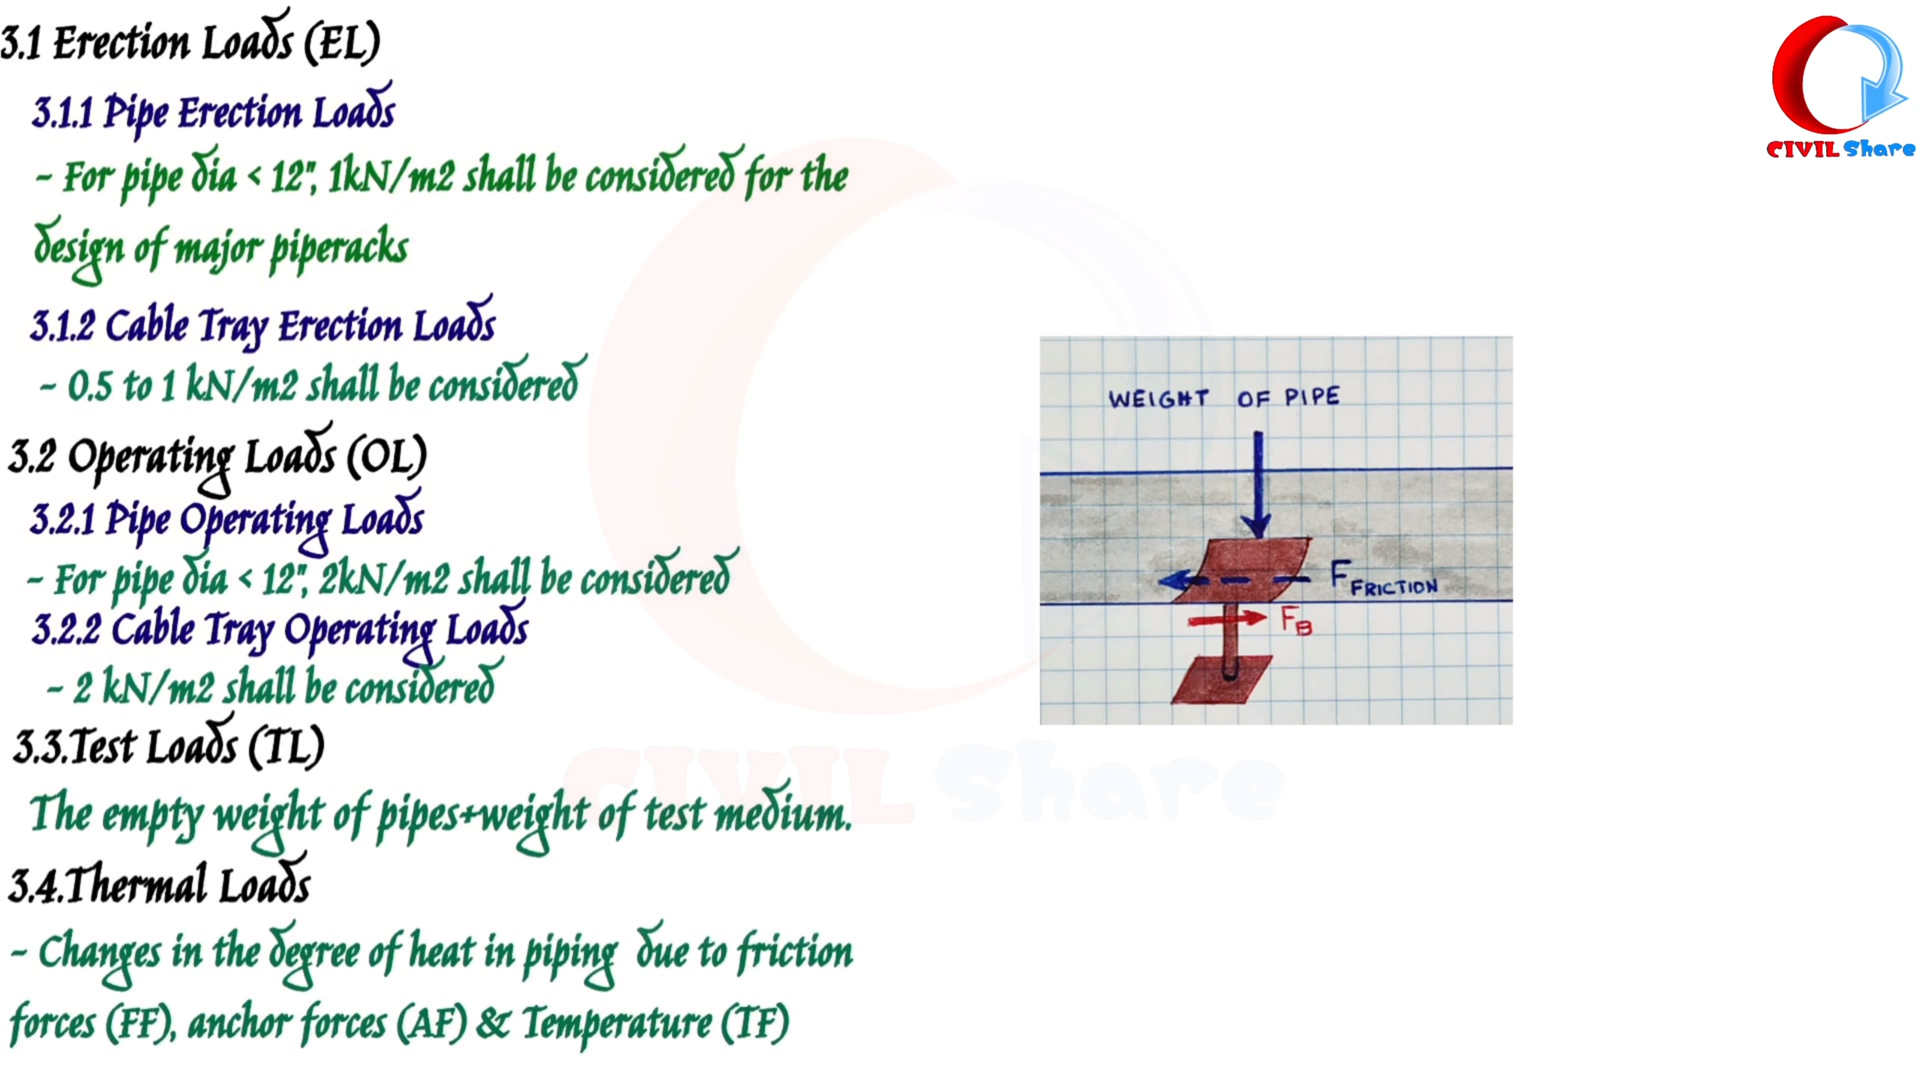 3.1 Erection Loads (EL)
3.1.1 Pipe Erection Loads
- For pipe dia < 12", 1kN/m2 shall be considered for the
design of major piperacks
3.1.2 Cable Tray Erection Loads
- 0.5 to 1 kN/m2 shall be considered
3.2 Operating Loads (OL)
3.2.1 Pipe Operating Loads
- For pipe dia < 12", 2kN/m2 shall be considered
3.2.2 Cable Tray Operating Loads
- 2 kN/m2 shall be considered
3.3.Test Loads (TL)
The empty weight of pipes+weight of test medium.
3.4.Thermal Loads
- Changes in the degree of heat in piping due to friction
forces (FF), anchor forces (AF) & Temperature (TF)
WEIGHT OF PIPE
F FRICTION
F B
CIVIL Share
CIVIL Share